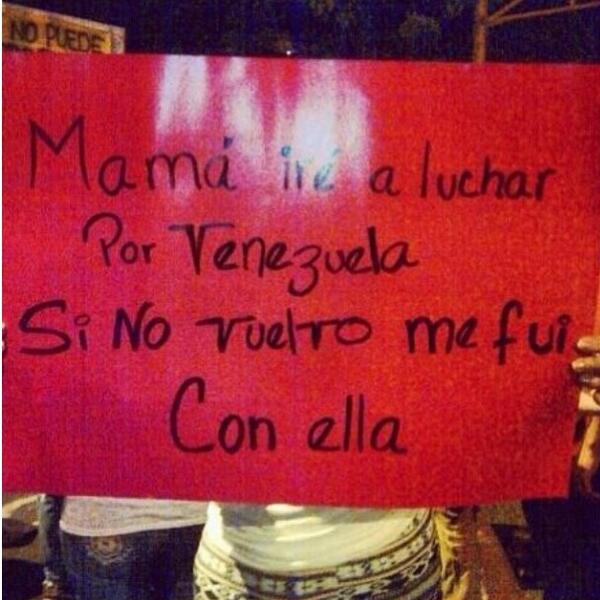 NO PUEDE
Mamá iré a luchar
Por Venezuela
Si No vuelvo me fui
Con ella